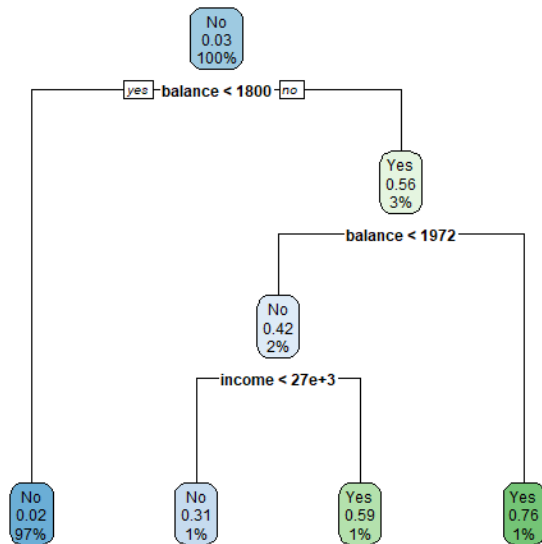 No
0.03
100%
yes balance < 1800 no
Yes
0.56
3%
balance < 1972
No
0.42
2%
income < 27e+3
No
0.02
97%
No
0.31
1%
Yes
0.59
1%
Yes
0.76
1%